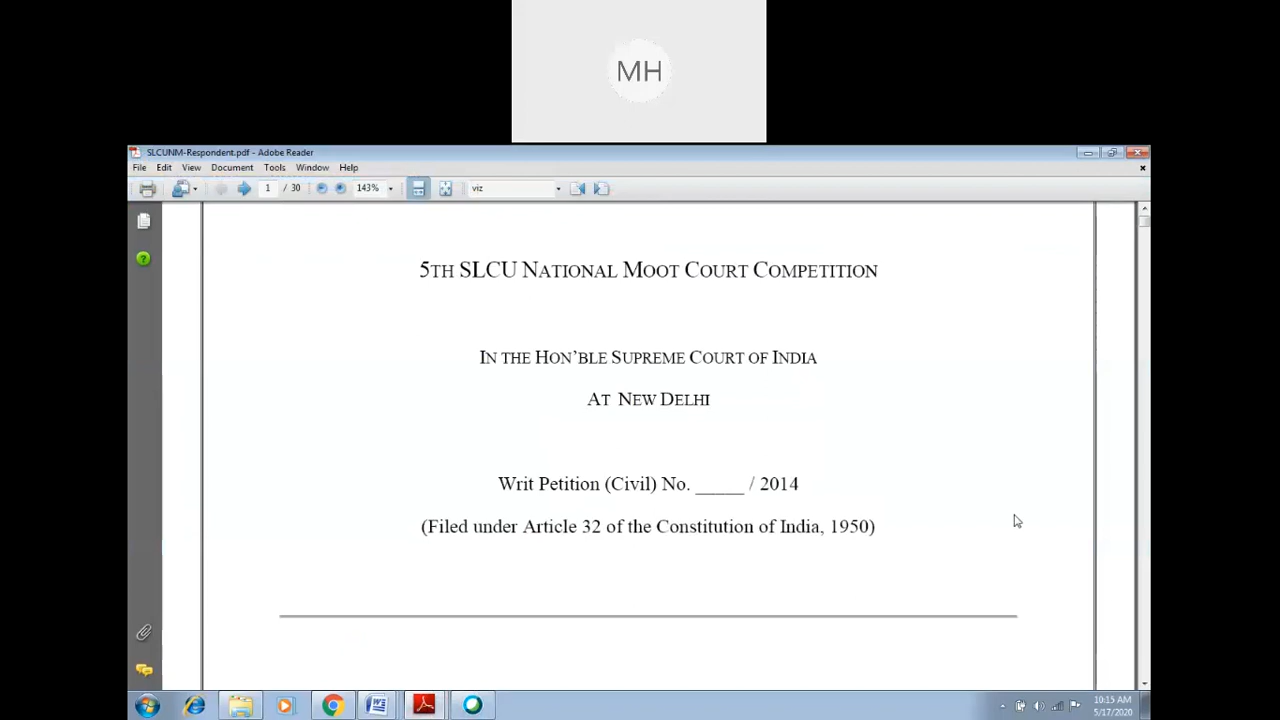 MH
SLCUNM-Respondent.pdf - Adobe Reader
File Edit View Document Tools Window Help
1 / 30 143% viz
5TH SLCU NATIONAL MOOT COURT COMPETITION
IN THE HON'BLE SUPREME COURT OF INDIA
AT NEW DELHI
Writ Petition (Civil) No. _____ / 2014
(Filed under Article 32 of the Constitution of India, 1950)
10:15 AM
5/17/2020